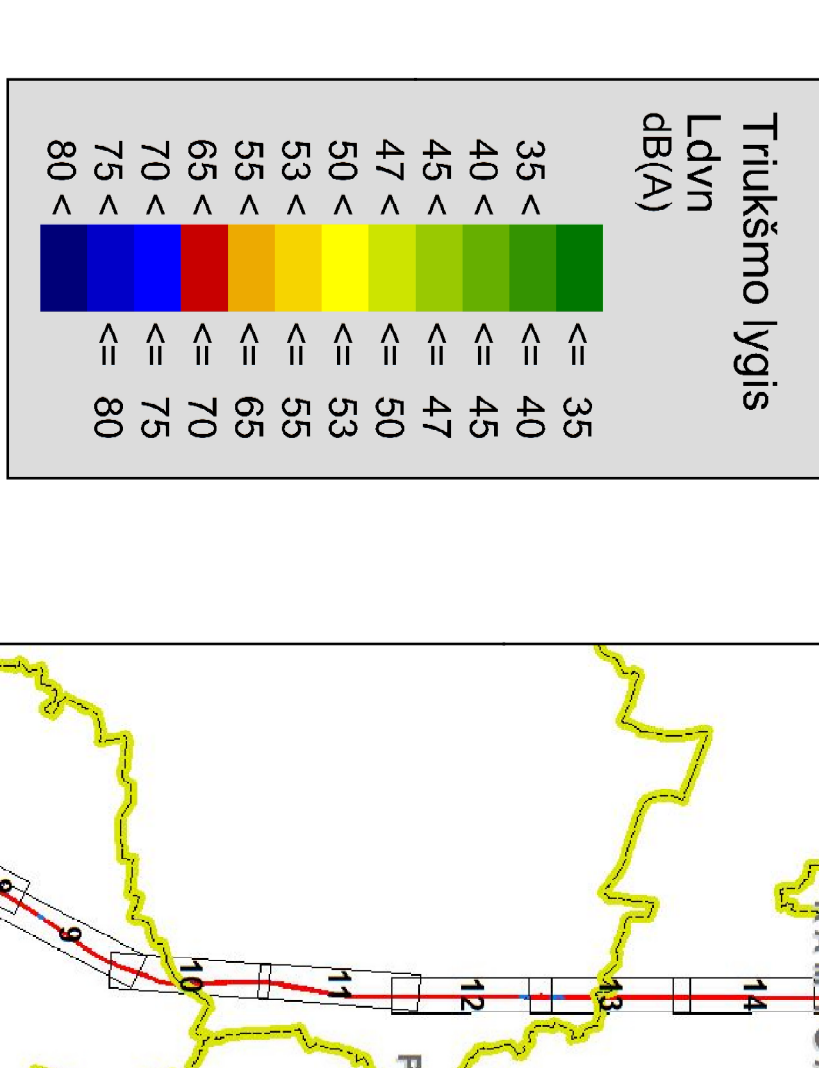 Triukšmo lygis
Ldvn
dB(A)
<= 35
35 < <= 40
40 < <= 45
45 < <= 47
47 < <= 50
50 < <= 53
53 < <= 55
55 < <= 65
65 < <= 70
70 < <= 75
75 < <= 80
80 <
9
10
11
12
13
14